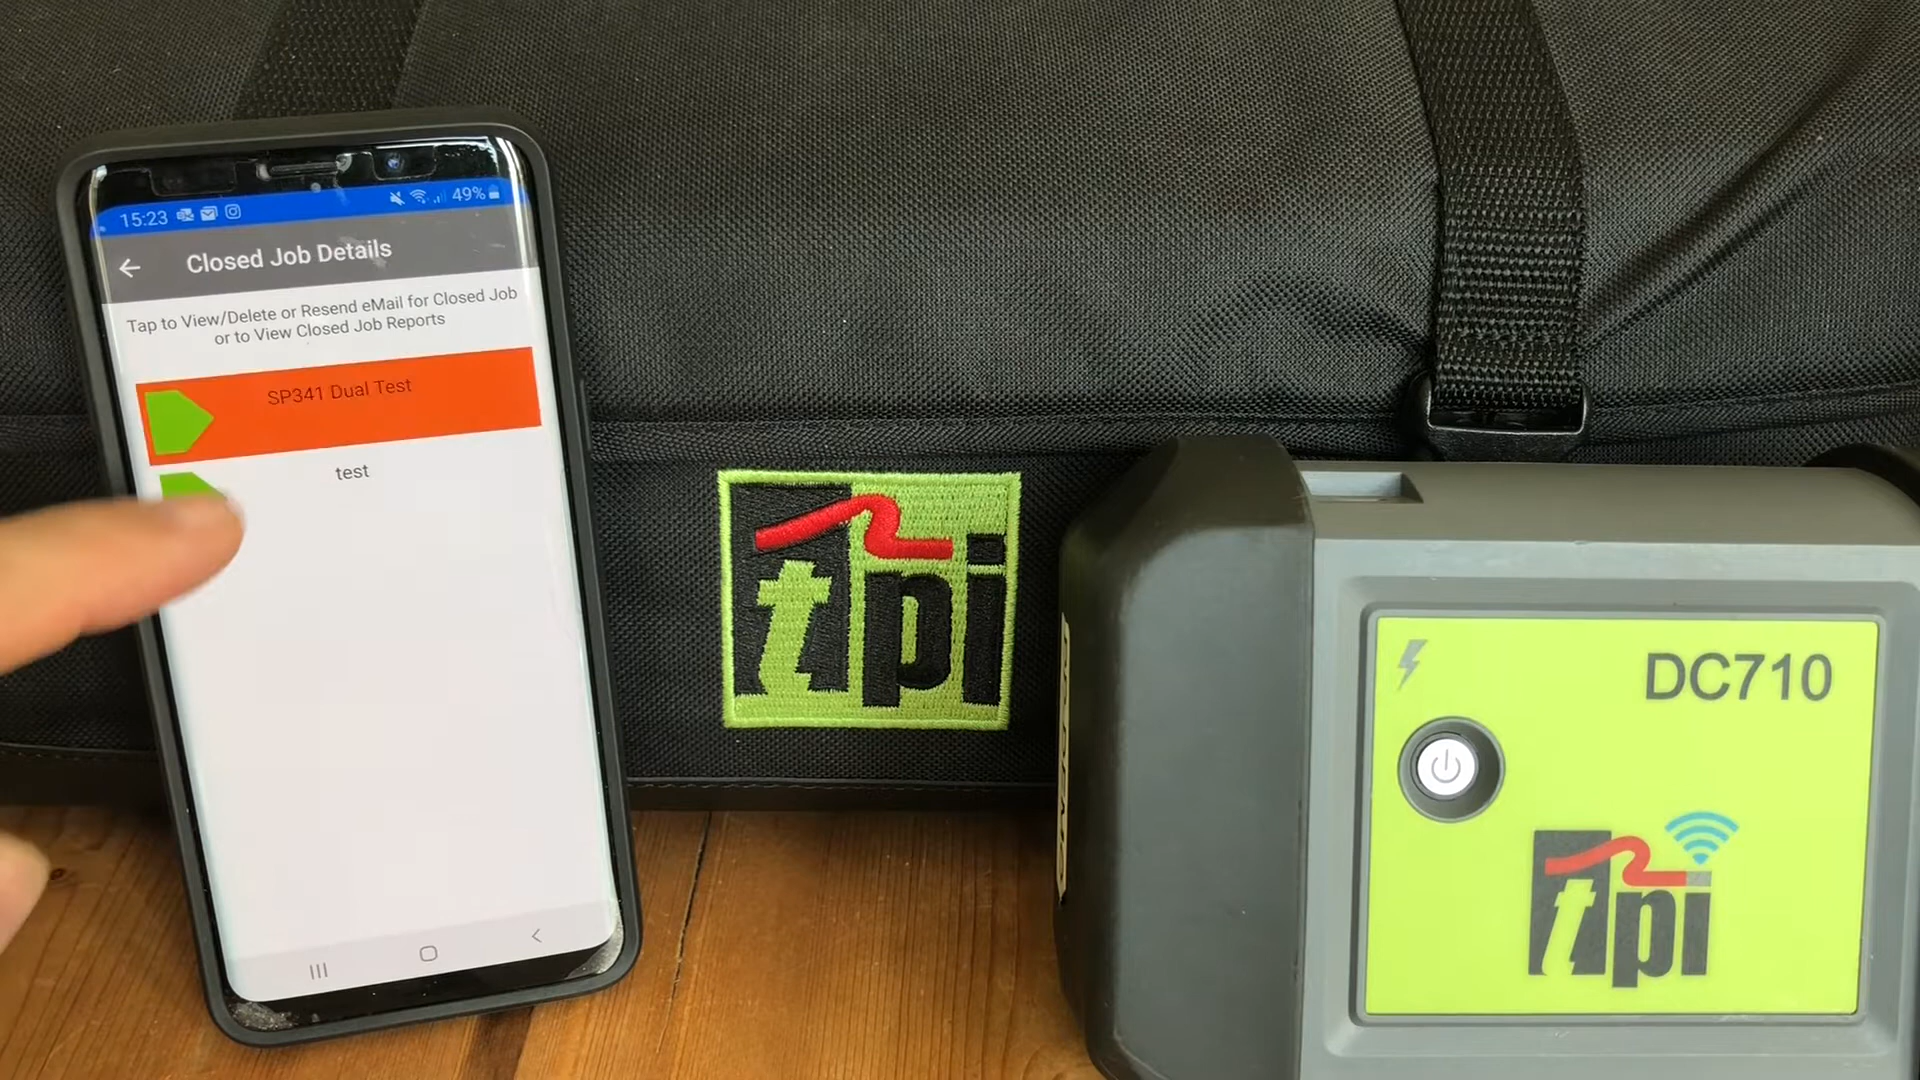 15:23
49%
Closed Job Details
Tap to View/Delete or Resend eMail for Closed Job
or to View Closed Job Reports
SP341 Dual Test
test
tpi
DC710
tpi